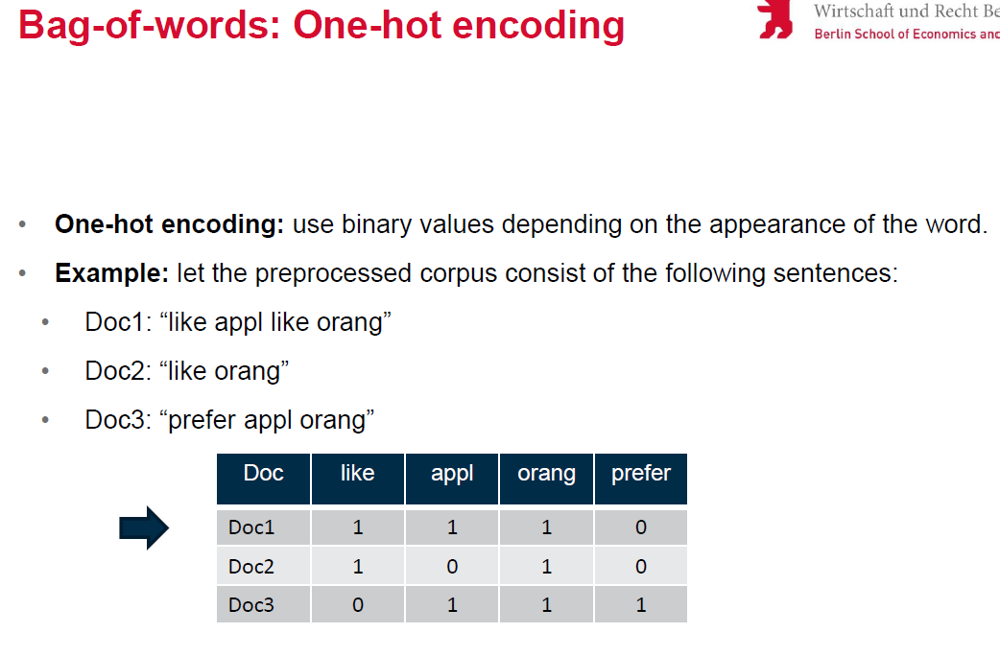 Bag-of-words: One-hot encoding
Wirtschaft und Recht Be
Berlin School of Economics and
• One-hot encoding: use binary values depending on the appearance of the word.
• Example: let the preprocessed corpus consist of the following sentences:
• Doc1: “like appl like orang”
• Doc2: “like orang”
• Doc3: “prefer appl orang”
Doc like appl orang prefer
Doc1 1 1 1 0
Doc2 1 0 1 0
Doc3 0 1 1 1